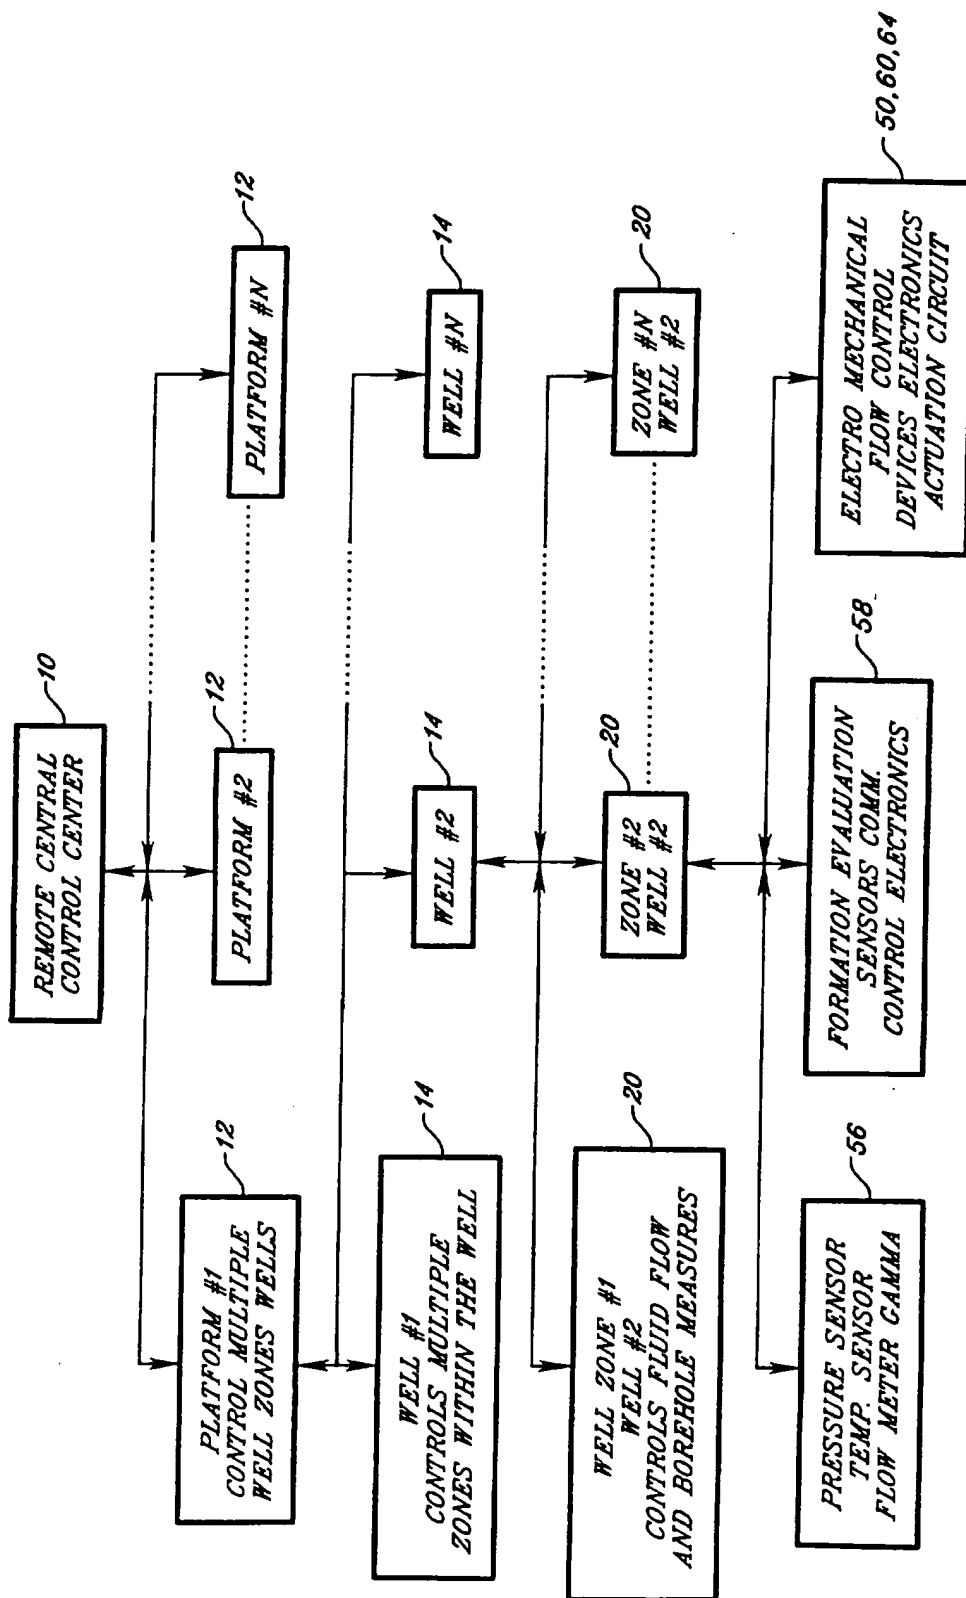 REMOTE CENTRAL
CONTROL CENTER
10
PLATFORM #1
CONTROL MULTIPLE
WELL ZONES WELLS
12
PLATFORM #2
12
PLATFORM #N
12
WELL #1
CONTROLS MULTIPLE
ZONES WITHIN THE WELL
14
WELL #2
14
WELL #N
14
WELL ZONE #1
WELL #2
CONTROLS FLUID FLOW
AND BOREHOLE MEASURES
20
ZONE #2
WELL #2
20
ZONE #N
WELL #2
20
PRESSURE SENSOR
TEMP. SENSOR
FLOW METER GAMMA
56
FORMATION EVALUATION
SENSORS COMM.
CONTROL ELECTRONICS
58
ELECTRO MECHANICAL
FLOW CONTROL
DEVICES ELECTRONICS
ACTUATION CIRCUIT
50,60,64